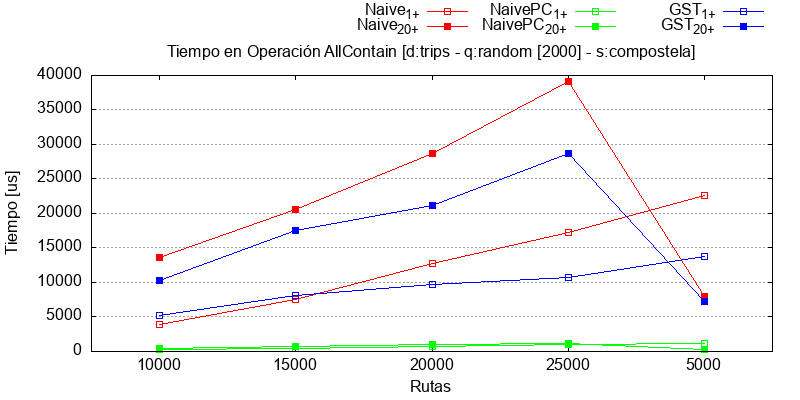 Naive1+ NaivePC1+ GST1+
Naive20+ NaivePC20+ GST20+
Tiempo en Operación AllContain [d:trips - q:random [2000] - s:compostela]
40000
35000
30000
25000
20000
15000
10000
5000
0
Tiempo [us]
10000 15000 20000 25000 5000
Rutas